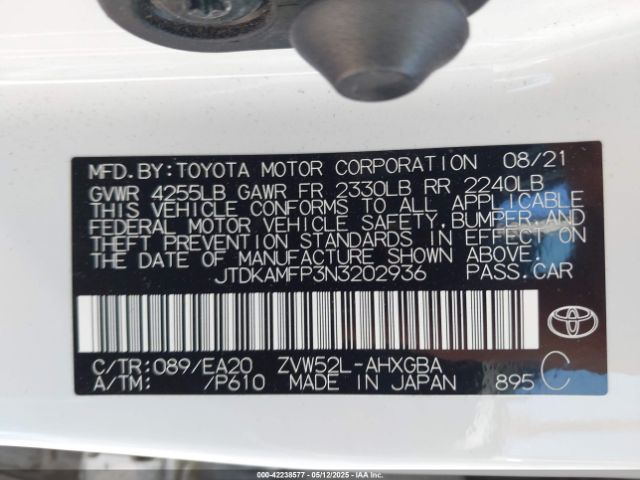 MFD.BY:TOYOTA MOTOR CORPORATION 08/21
GVWR 4255LB GAWR FR 2330LB RR 2240LB
THIS VEHICLE CONFORMS TO ALL APPLICABLE
FEDERAL MOTOR VEHICLE SAFETY,BUMPER,AND
THEFT PREVENTION STANDARDS IN EFFECT ON
THE DATE OF MANUFACTURE SHOWN ABOVE.
JTDKAMFP3N3202936 PASS.CAR
C/TR:089/EA20 ZVW52L-AHXGBA
A/TM: /P610 MADE IN JAPAN 895 C
TOYOTA
000-42238577 - 05/12/2025 - IAAI.COM